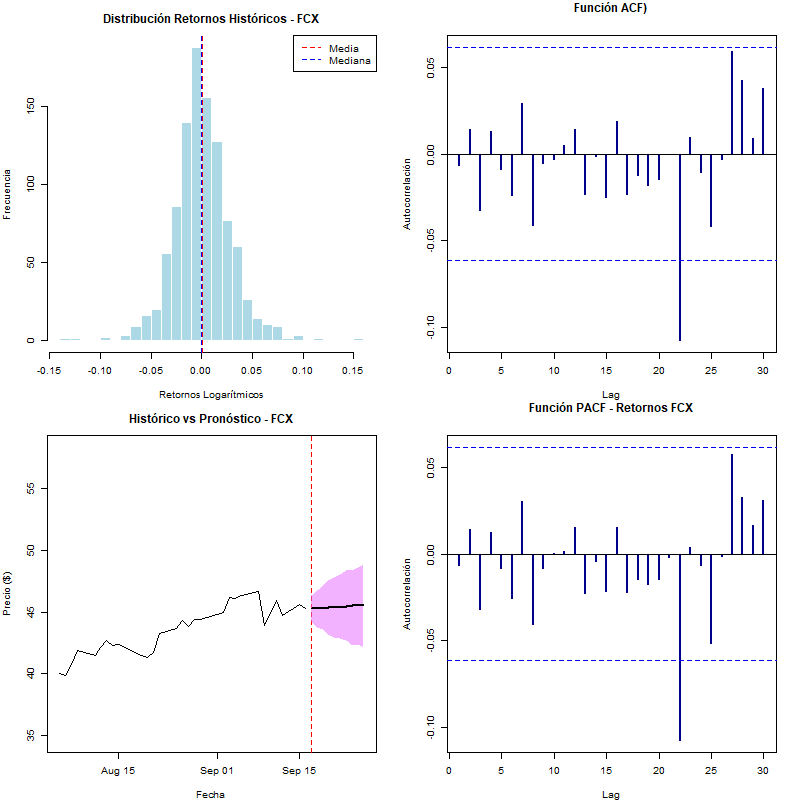 Distribución Retornos Históricos - FCX
Media
Mediana
Frecuencia
0
50
100
150
-0.15
-0.10
-0.05
0.00
0.05
0.10
0.15
Retornos Logarítmicos
Función ACF)
Autocorrelación
0.05
0.00
-0.05
-0.10
0
5
10
15
20
25
30
Lag
Histórico vs Pronóstico - FCX
Precio ($)
55
50
45
40
35
Aug 15
Sep 01
Sep 15
Fecha
Función PACF - Retornos FCX
Autocorrelación
0.05
0.00
-0.05
-0.10
0
5
10
15
20
25
30
Lag